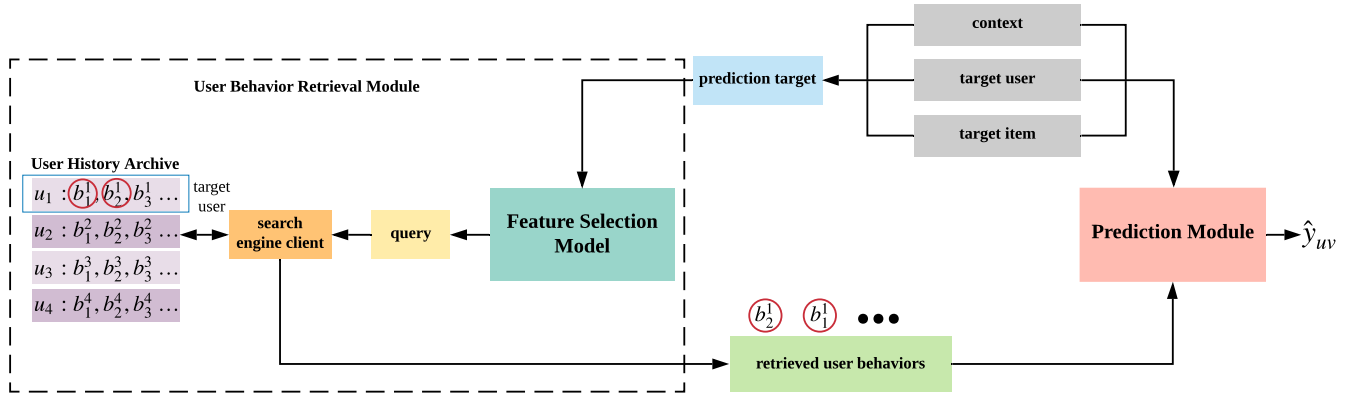 context
target user
target item
prediction target
User Behavior Retrieval Module
User History Archive
target
user
u₁ : b₁¹, b₂¹, b₃¹ ...
u₂ : b₁², b₂², b₃² ...
u₃ : b₁³, b₂³, b₃³ ...
u₄ : b₁⁴, b₂⁴, b₃⁴ ...
search
engine client
query
Feature Selection
Model
Prediction Module
ŷᵤᵥ
b₂¹ b₁¹ •••
retrieved user behaviors